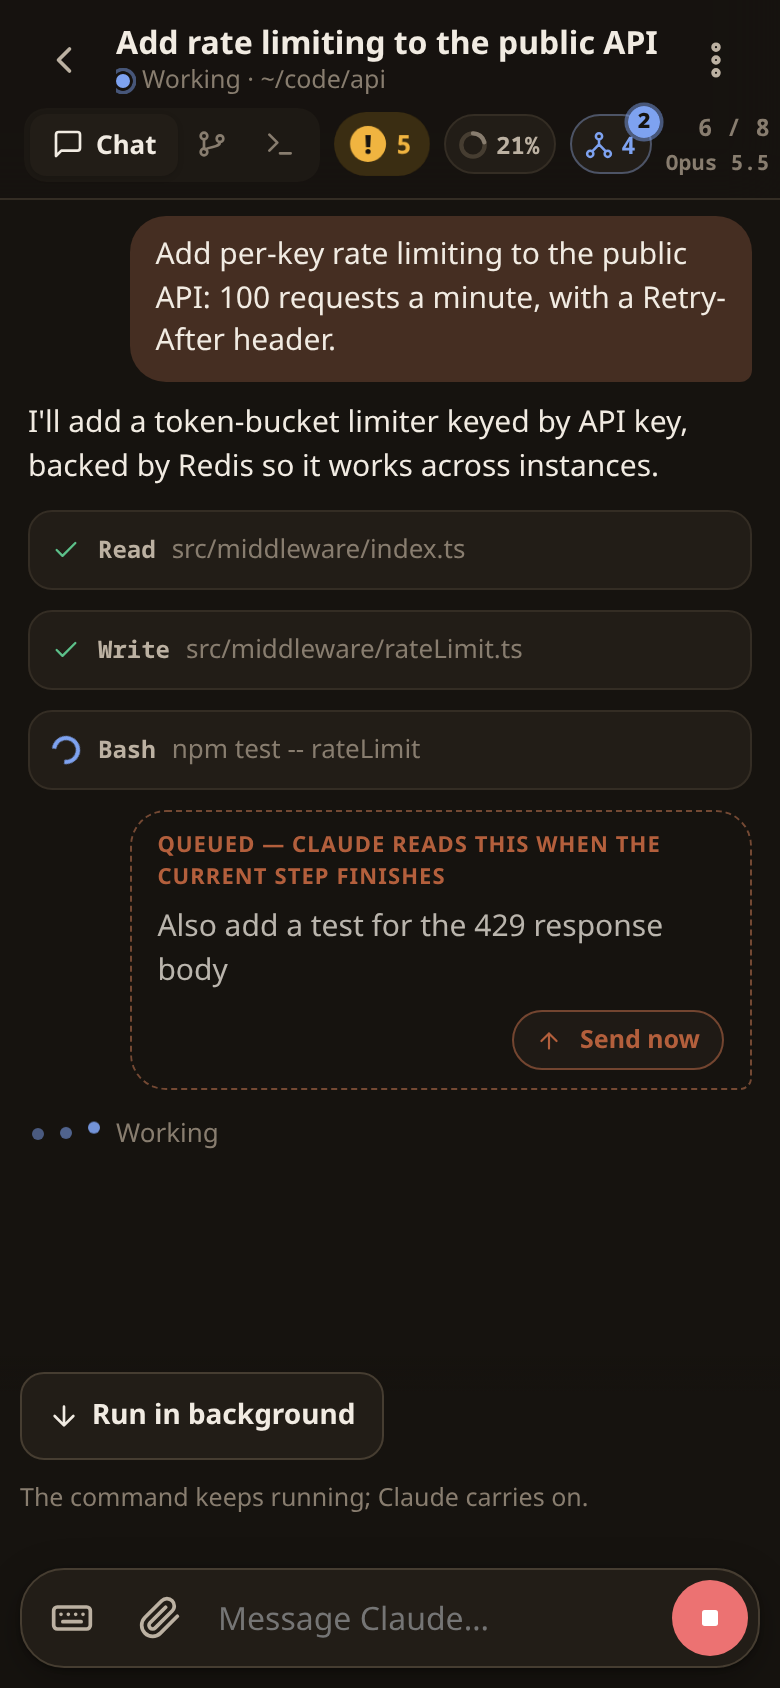 Add rate limiting to the public API
Working · ~/code/api
Chat
! 5
21%
4
2
6 / 8
Opus 5.5
Add per-key rate limiting to the public
API: 100 requests a minute, with a Retry-
After header.
I'll add a token-bucket limiter keyed by API key,
backed by Redis so it works across instances.
Read src/middleware/index.ts
Write src/middleware/rateLimit.ts
Bash npm test -- rateLimit
QUEUED — CLAUDE READS THIS WHEN THE
CURRENT STEP FINISHES
Also add a test for the 429 response
body
Send now
Working
Run in background
The command keeps running; Claude carries on.
Message Claude...